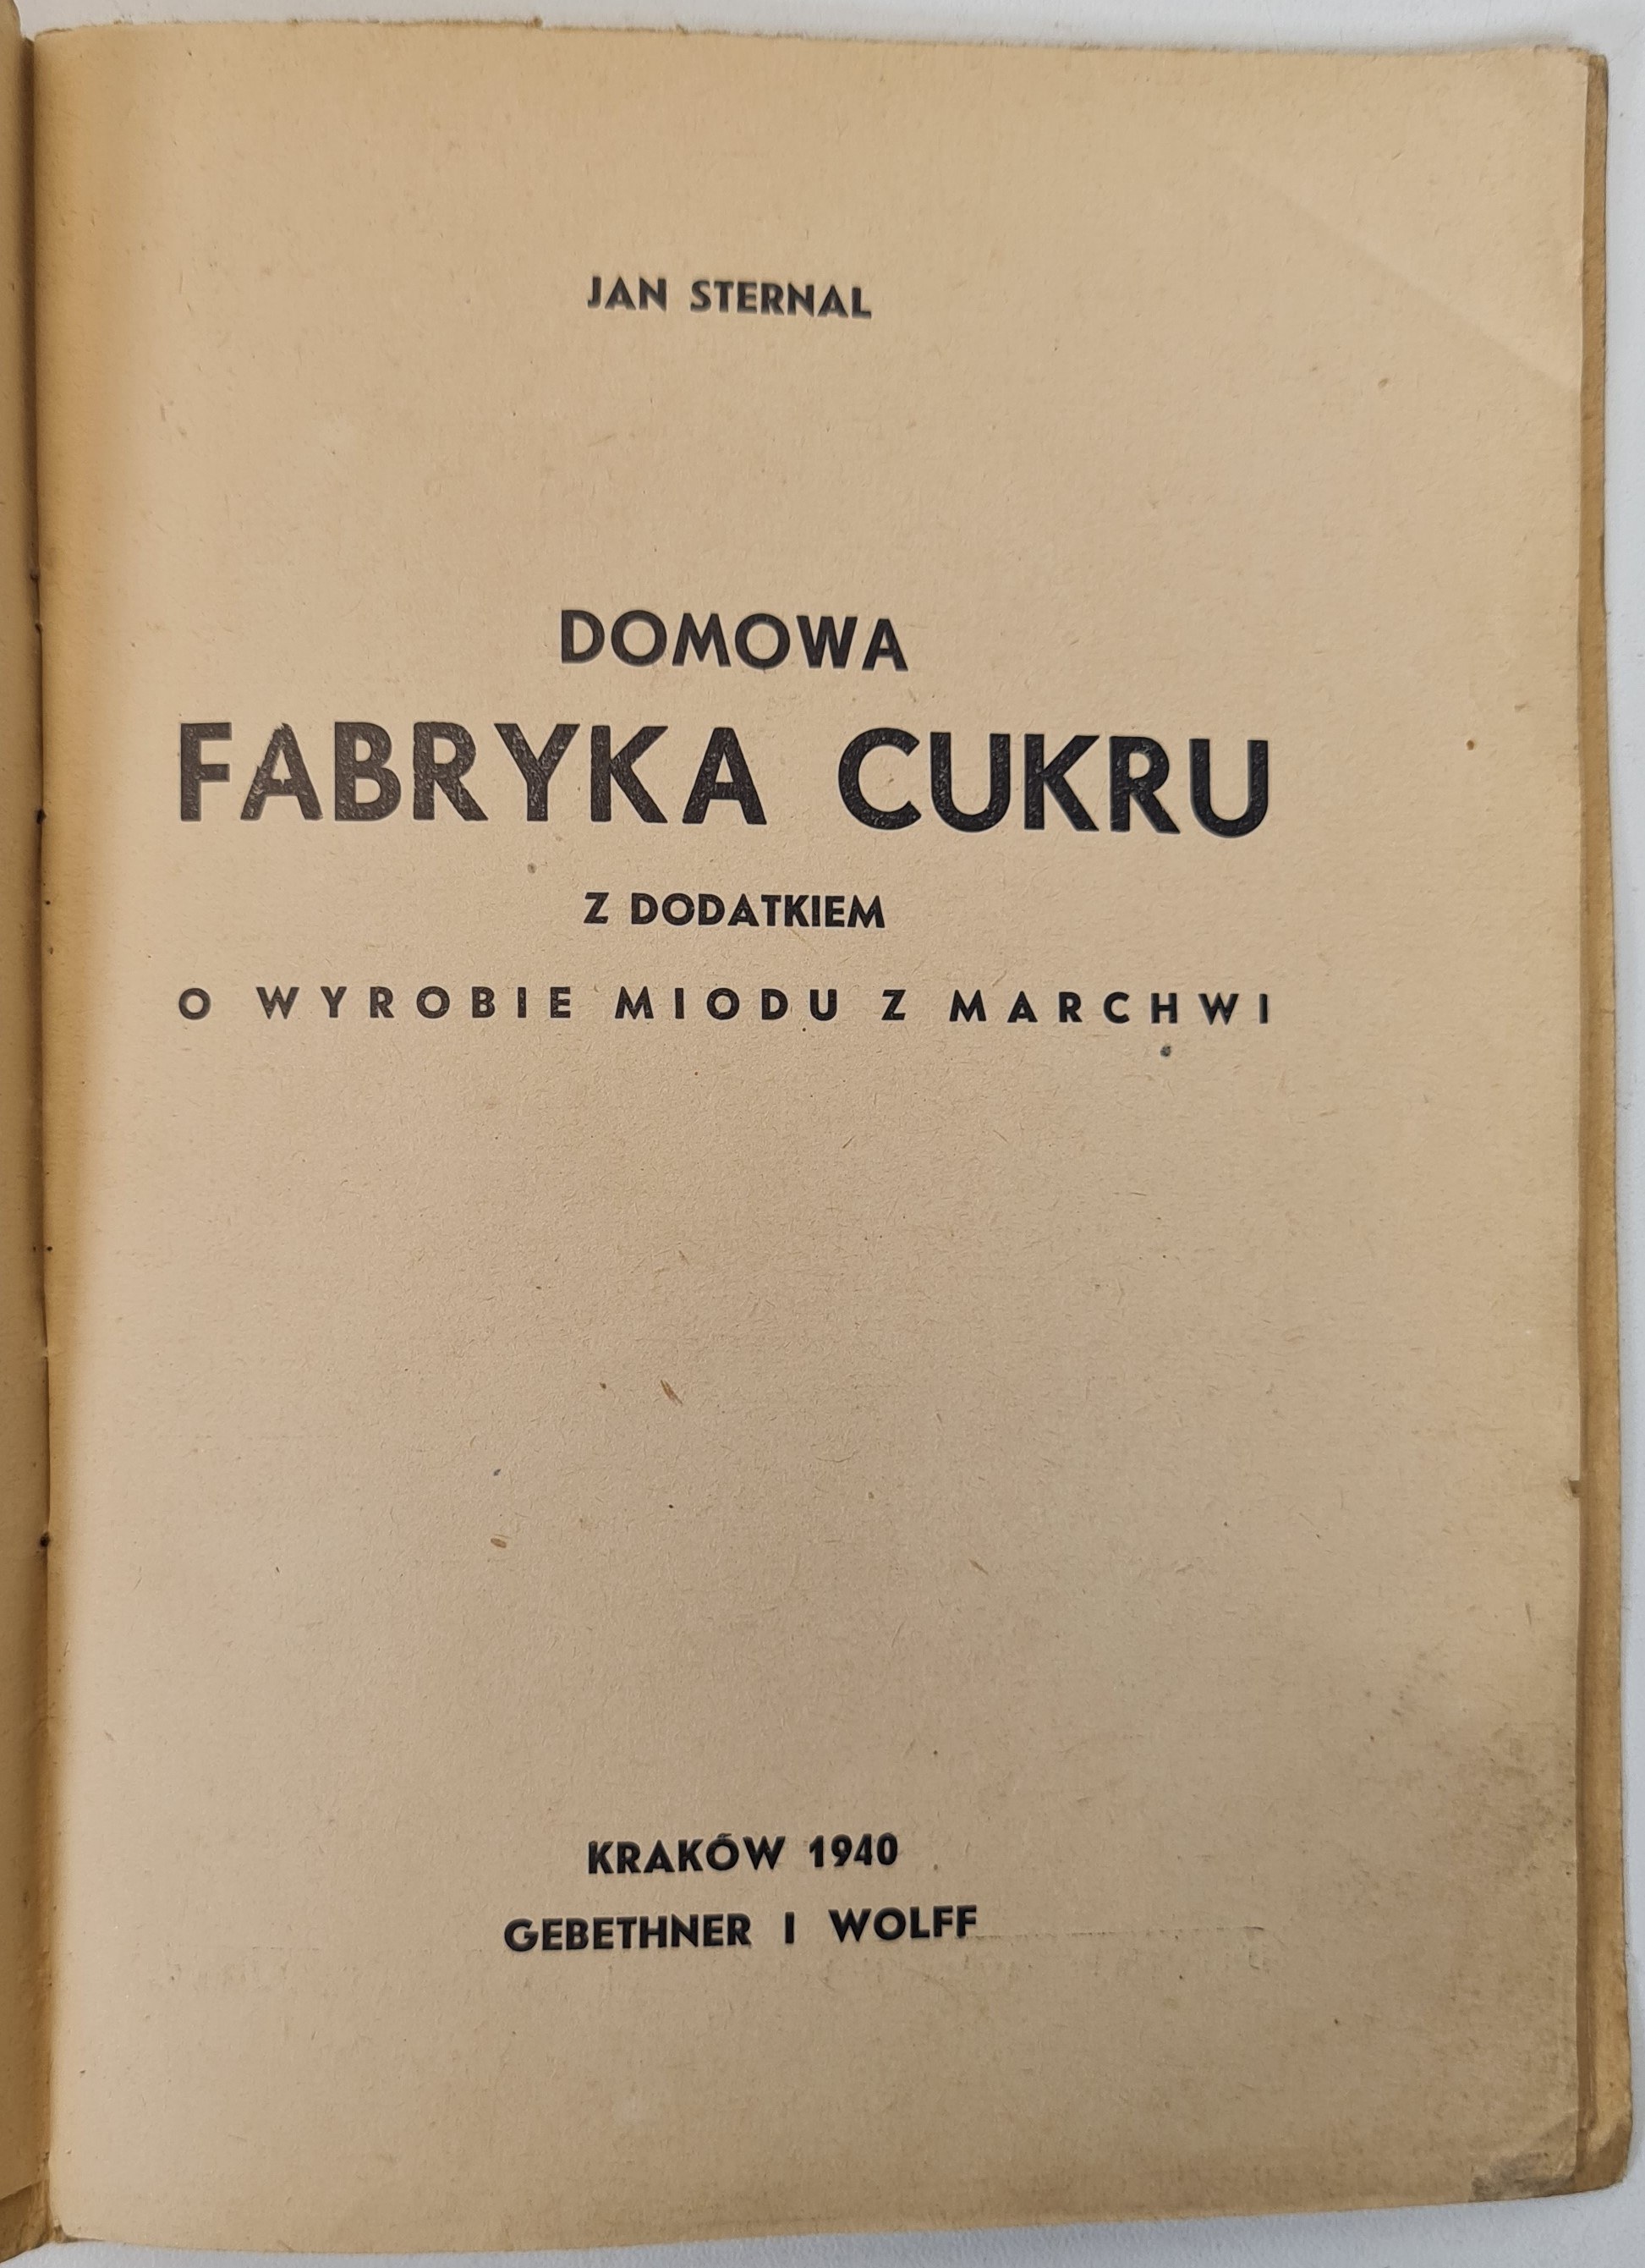 JAN STERNAL
DOMOWA
FABRYKA CUKRU
Z DODATKIEM
O WYROBIE MIODU Z MARCHWI
KRAKÓW 1940
GEBETHNER I WOLFF